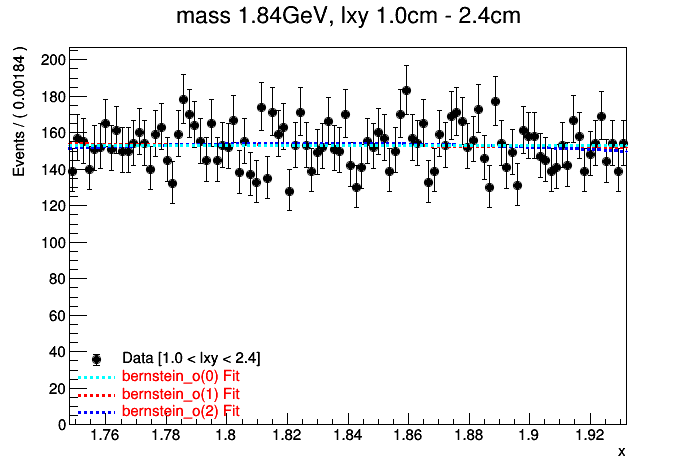 mass 1.84GeV, lxy 1.0cm - 2.4cm
Events / ( 0.00184 )
200
180
160
140
120
100
80
60
40
20
0
Data [1.0 < lxy < 2.4]
bernstein_o(0) Fit
bernstein_o(1) Fit
bernstein_o(2) Fit
1.76 1.78 1.8 1.82 1.84 1.86 1.88 1.9 1.92
x